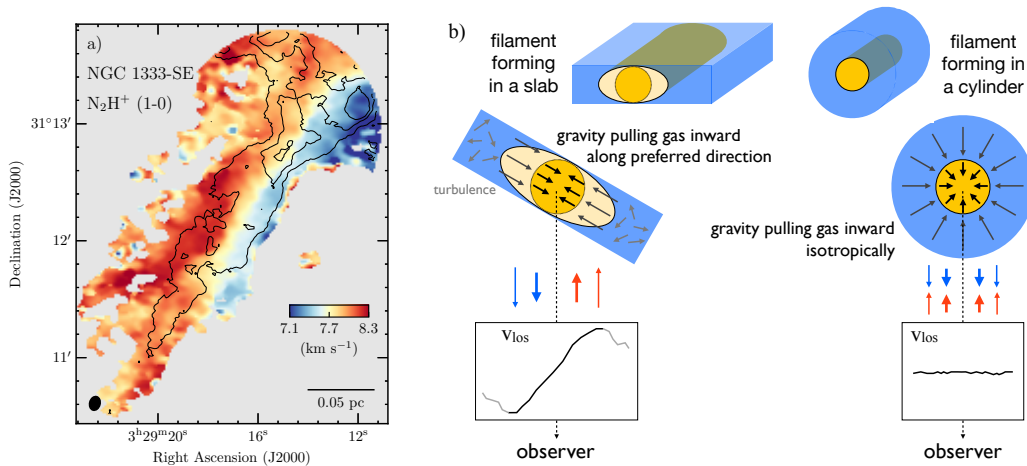 a)
NGC 1333-SE
N₂H⁺ (1-0)
31°13′
12′
11′
Declination (J2000)
7.1 7.7 8.3
(km s⁻¹)
0.05 pc
3ʰ29ᵐ20ˢ 16ˢ 12ˢ
Right Ascension (J2000)
b)
filament
forming
in a slab
filament
forming in
a cylinder
gravity pulling gas inward
along preferred direction
turbulence
gravity pulling gas inward
isotropically
vlos
vlos
observer
observer